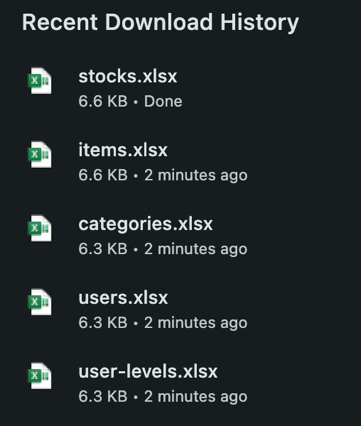 Recent Download History
stocks.xlsx
6.6 KB • Done
items.xlsx
6.6 KB • 2 minutes ago
categories.xlsx
6.3 KB • 2 minutes ago
users.xlsx
6.3 KB • 2 minutes ago
user-levels.xlsx
6.3 KB • 2 minutes ago